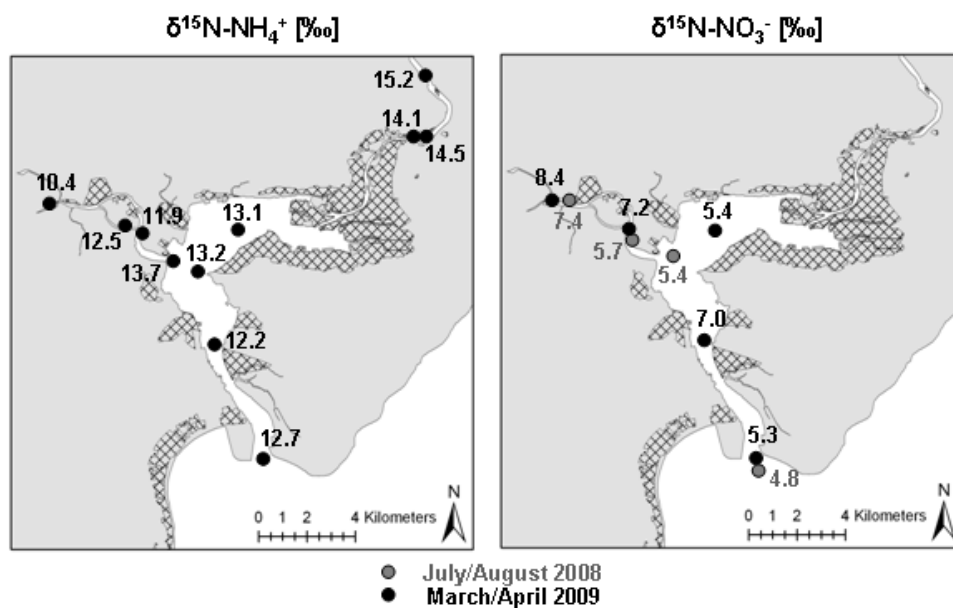 δ¹⁵N-NH₄⁺ [‰]
15.2
14.1
14.5
10.4
11.9
13.1
12.5
13.2
13.7
12.2
12.7
N
0 1 2 4 Kilometers
δ¹⁵N-NO₃⁻ [‰]
8.4
7.4
7.2
5.4
5.7
5.4
7.0
5.3
4.8
N
0 1 2 4 Kilometers
July/August 2008
March/April 2009